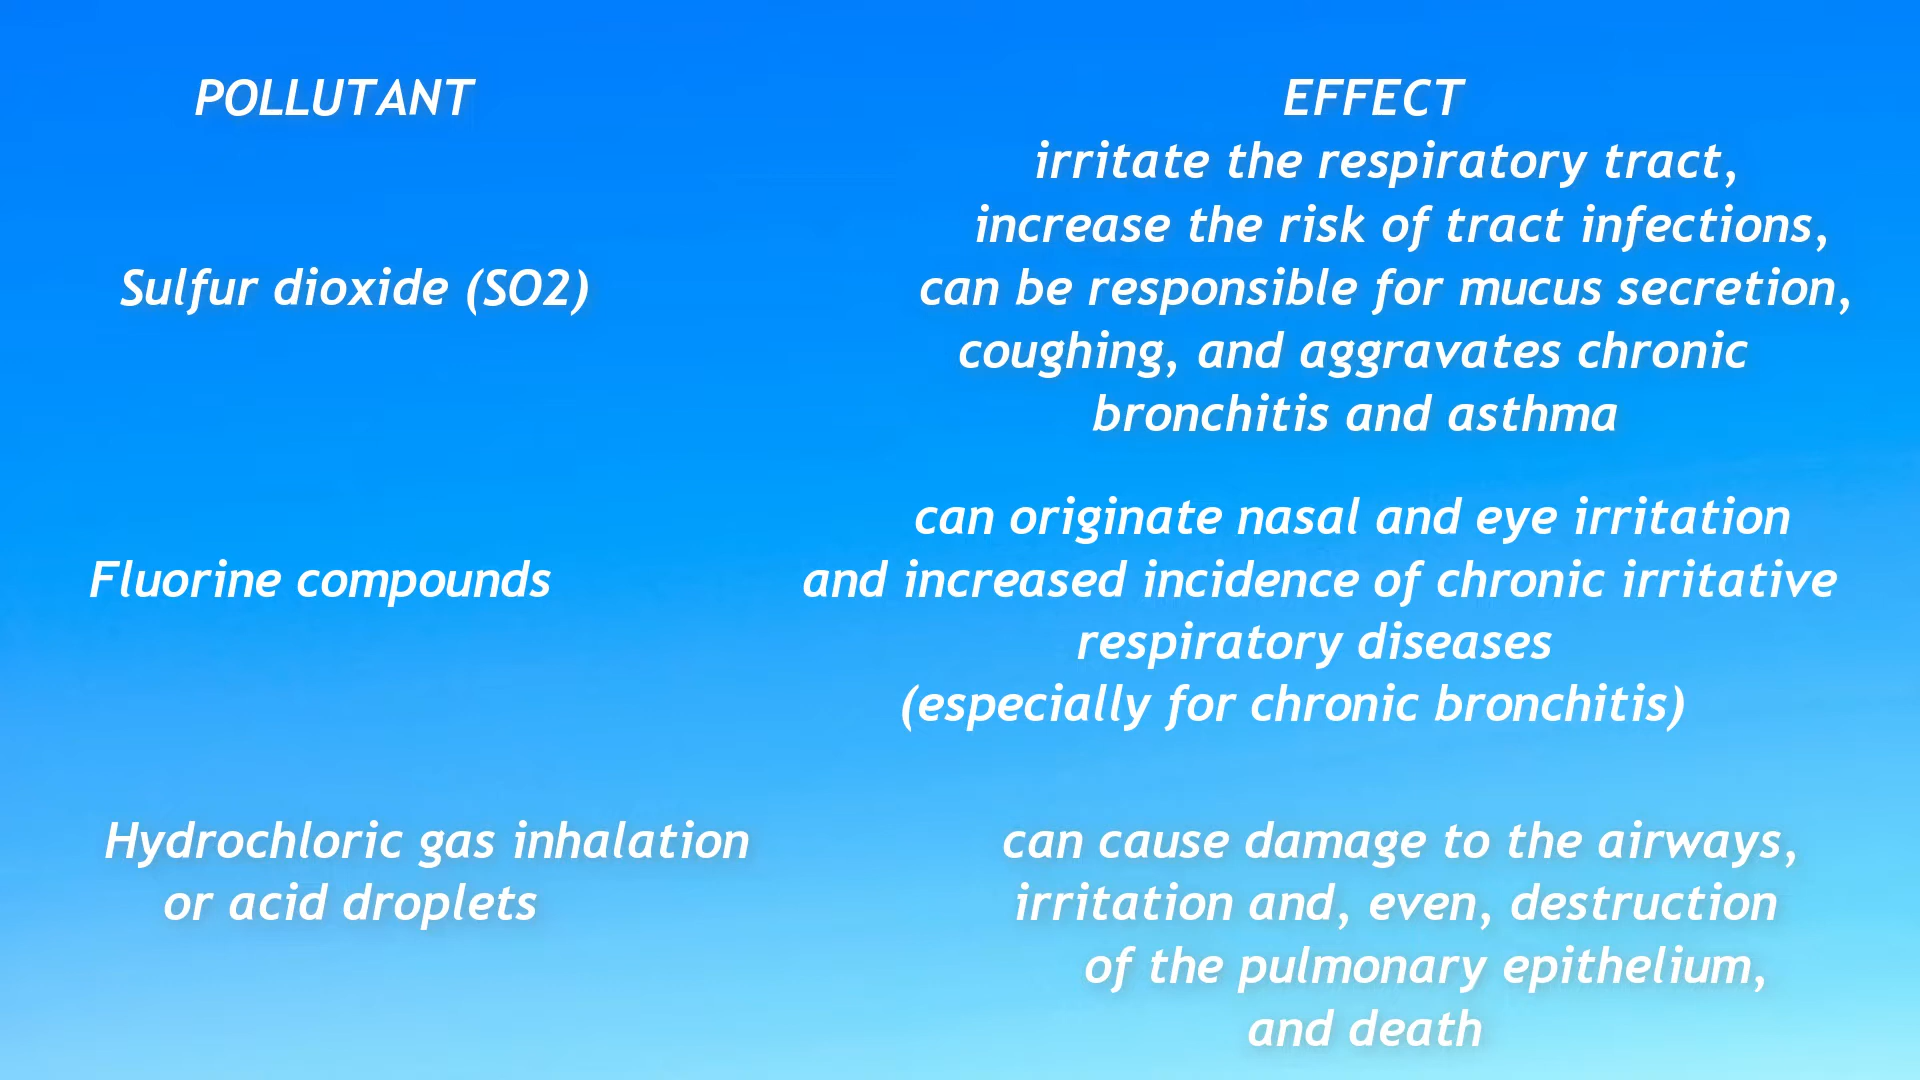 POLLUTANT EFFECT
irritate the respiratory tract,
increase the risk of tract infections,
Sulfur dioxide (SO2) can be responsible for mucus secretion,
coughing, and aggravates chronic
bronchitis and asthma
can originate nasal and eye irritation
Fluorine compounds and increased incidence of chronic irritative
respiratory diseases
(especially for chronic bronchitis)
Hydrochloric gas inhalation can cause damage to the airways,
or acid droplets irritation and, even, destruction
of the pulmonary epithelium,
and death